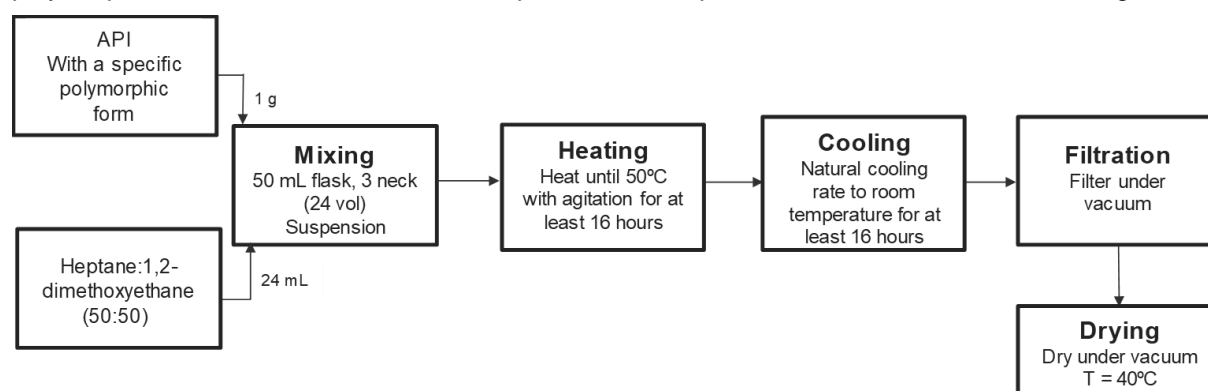 API
With a specific
polymorphic
form
1 g
Mixing
50 mL flask, 3 neck
(24 vol)
Suspension
Heating
Heat until 50ºC
with agitation for at
least 16 hours
Cooling
Natural cooling
rate to room
temperature for at
least 16 hours
Filtration
Filter under
vacuum
Heptane:1,2-
dimethoxyethane
(50:50)
24 mL
Drying
Dry under vacuum
T = 40ºC